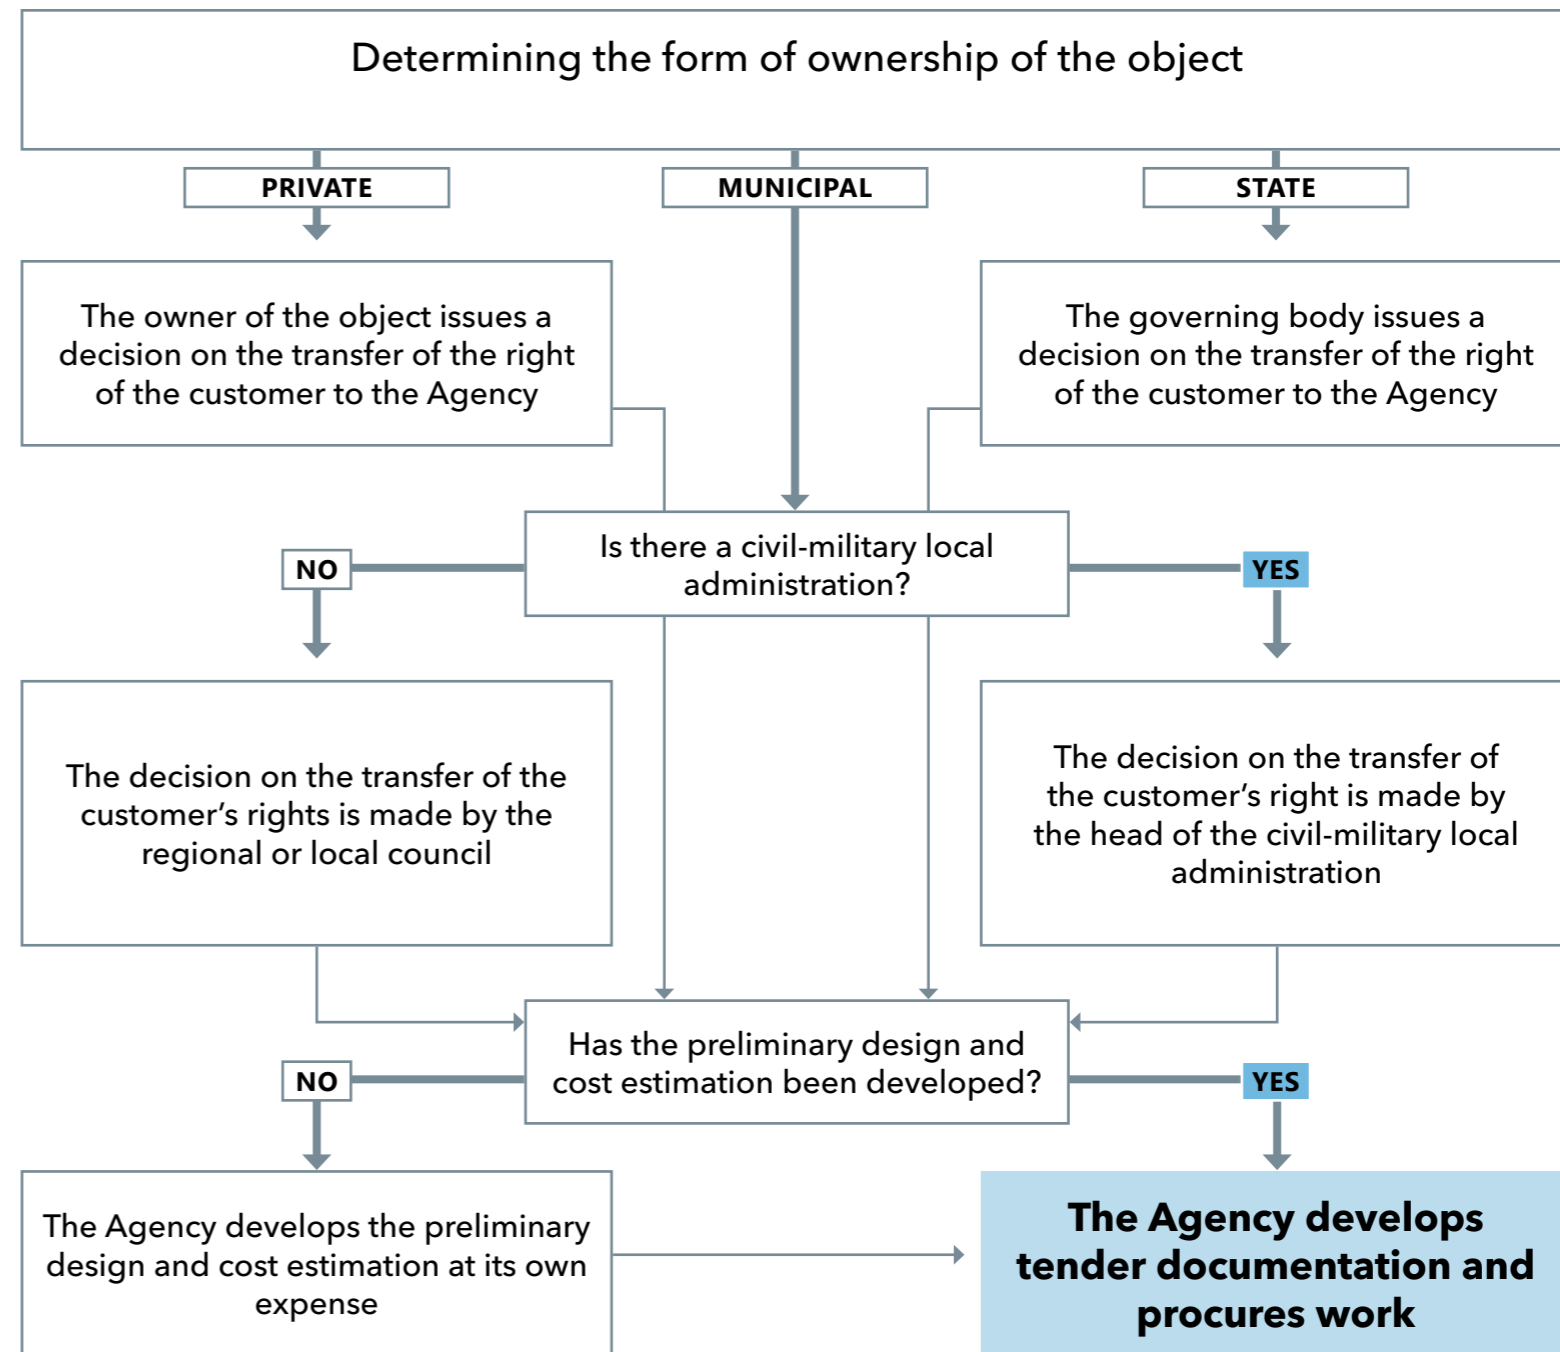 Determining the form of ownership of the object
PRIVATE
MUNICIPAL
STATE
The owner of the object issues a
decision on the transfer of the right
of the customer to the Agency
The governing body issues a
decision on the transfer of the right
of the customer to the Agency
Is there a civil-military local
administration?
NO
YES
The decision on the transfer of the
customer’s rights is made by the
regional or local council
The decision on the transfer of
the customer’s right is made by
the head of the civil-military local
administration
Has the preliminary design and
cost estimation been developed?
NO
YES
The Agency develops the preliminary
design and cost estimation at its own
expense
The Agency develops
tender documentation and
procures work